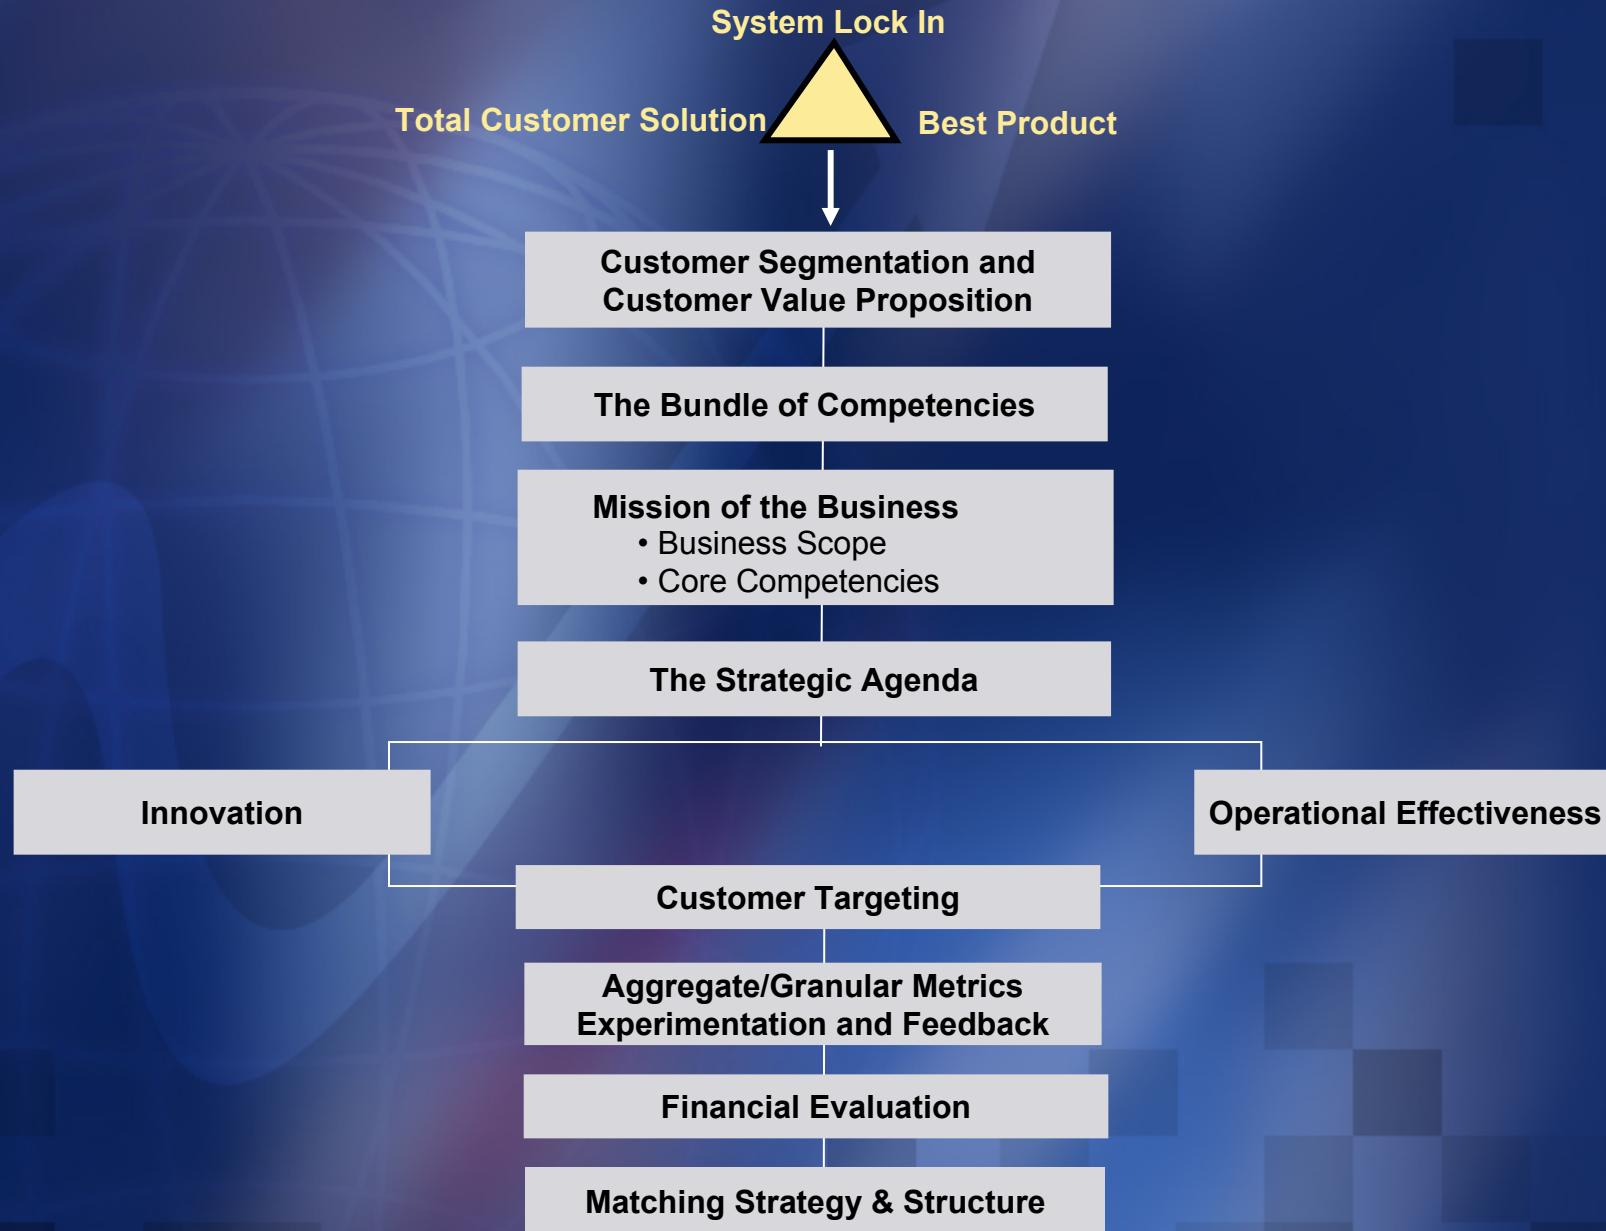 System Lock In
Total Customer Solution
Best Product
Customer Segmentation and
Customer Value Proposition
The Bundle of Competencies
Mission of the Business
• Business Scope
• Core Competencies
The Strategic Agenda
Innovation
Operational Effectiveness
Customer Targeting
Aggregate/Granular Metrics
Experimentation and Feedback
Financial Evaluation
Matching Strategy & Structure